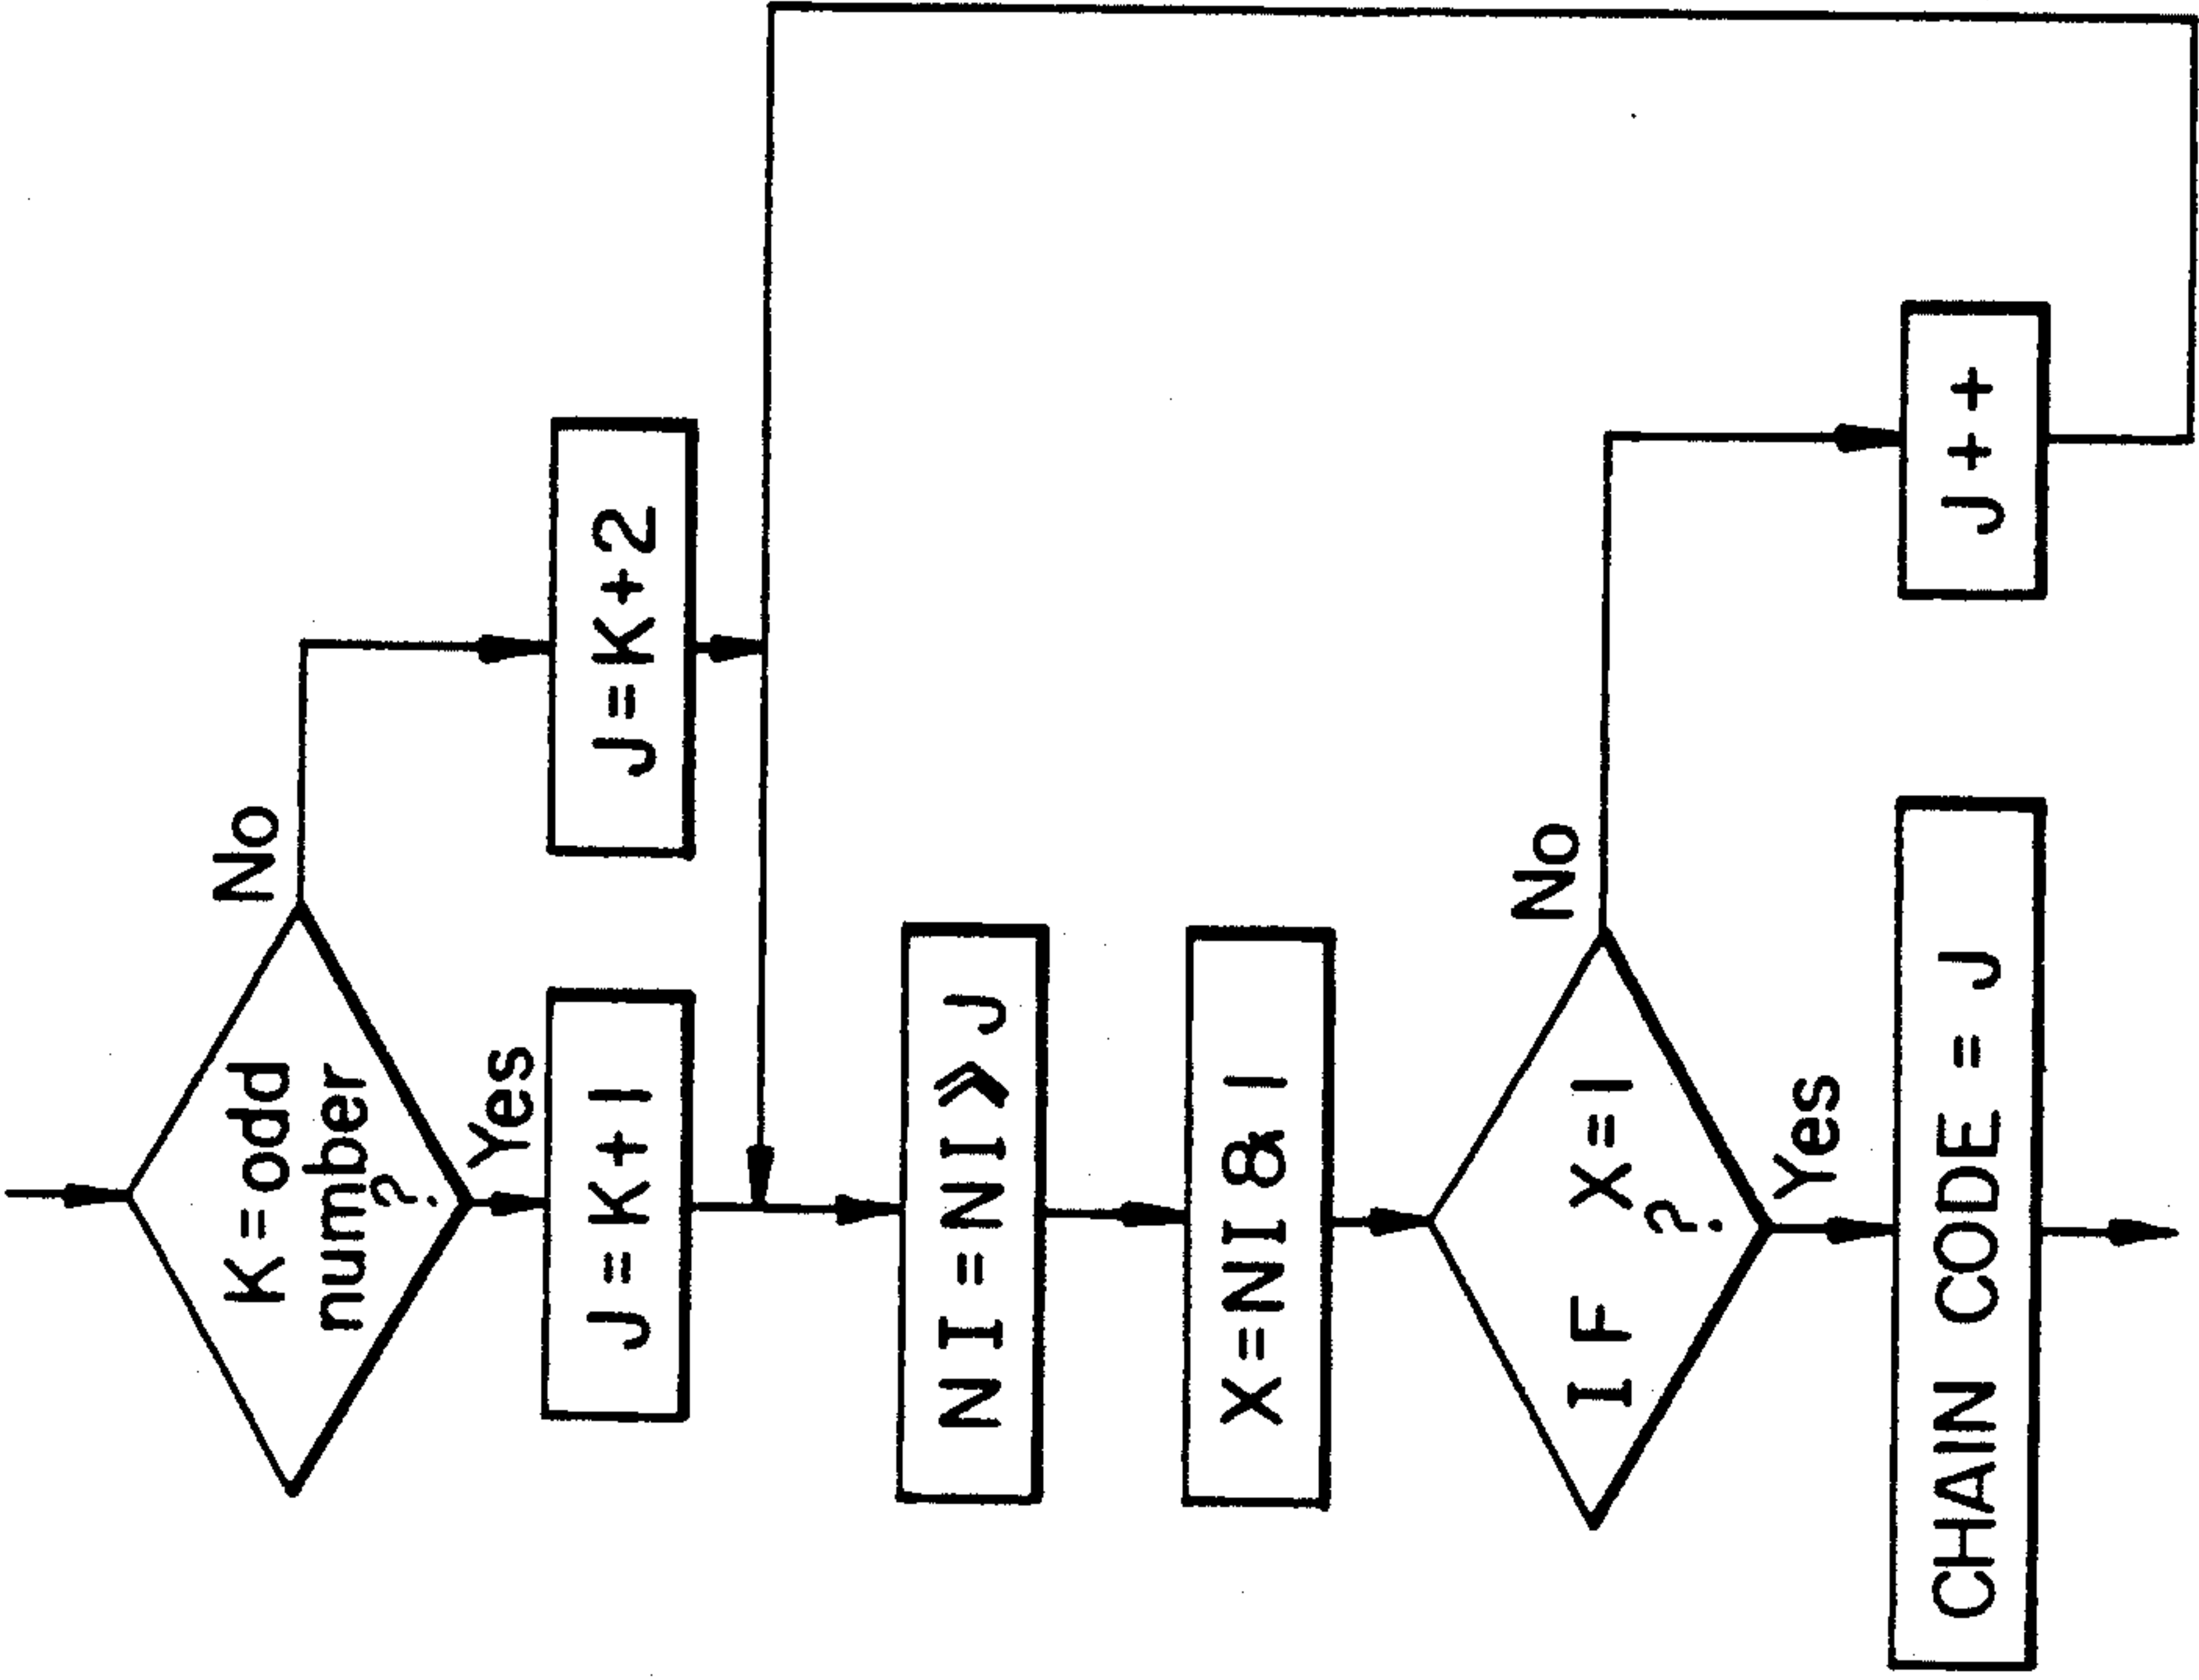 K=odd
number
?
No
Yes
J=K+1
J=K+2
NI=NI≫J
X=NI&1
IF X=1
?
No
Yes
J++
CHAIN CODE=J